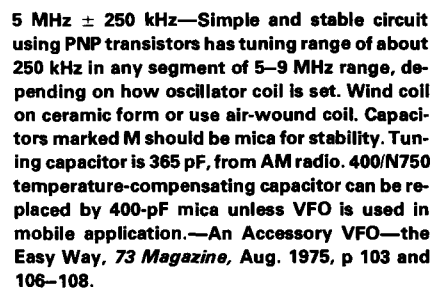 5 MHz ± 250 kHz—Simple and stable circuit
using PNP transistors has tuning range of about
250 kHz in any segment of 5–9 MHz range, de-
pending on how oscillator coil is set. Wind coil
on ceramic form or use air-wound coil. Capaci-
tors marked M should be mica for stability. Tun-
ing capacitor is 365 pF, from AM radio. 400/N750
temperature-compensating capacitor can be re-
placed by 400-pF mica unless VFO is used in
mobile application.—An Accessory VFO—the
Easy Way, 73 Magazine, Aug. 1975, p 103 and
106–108.